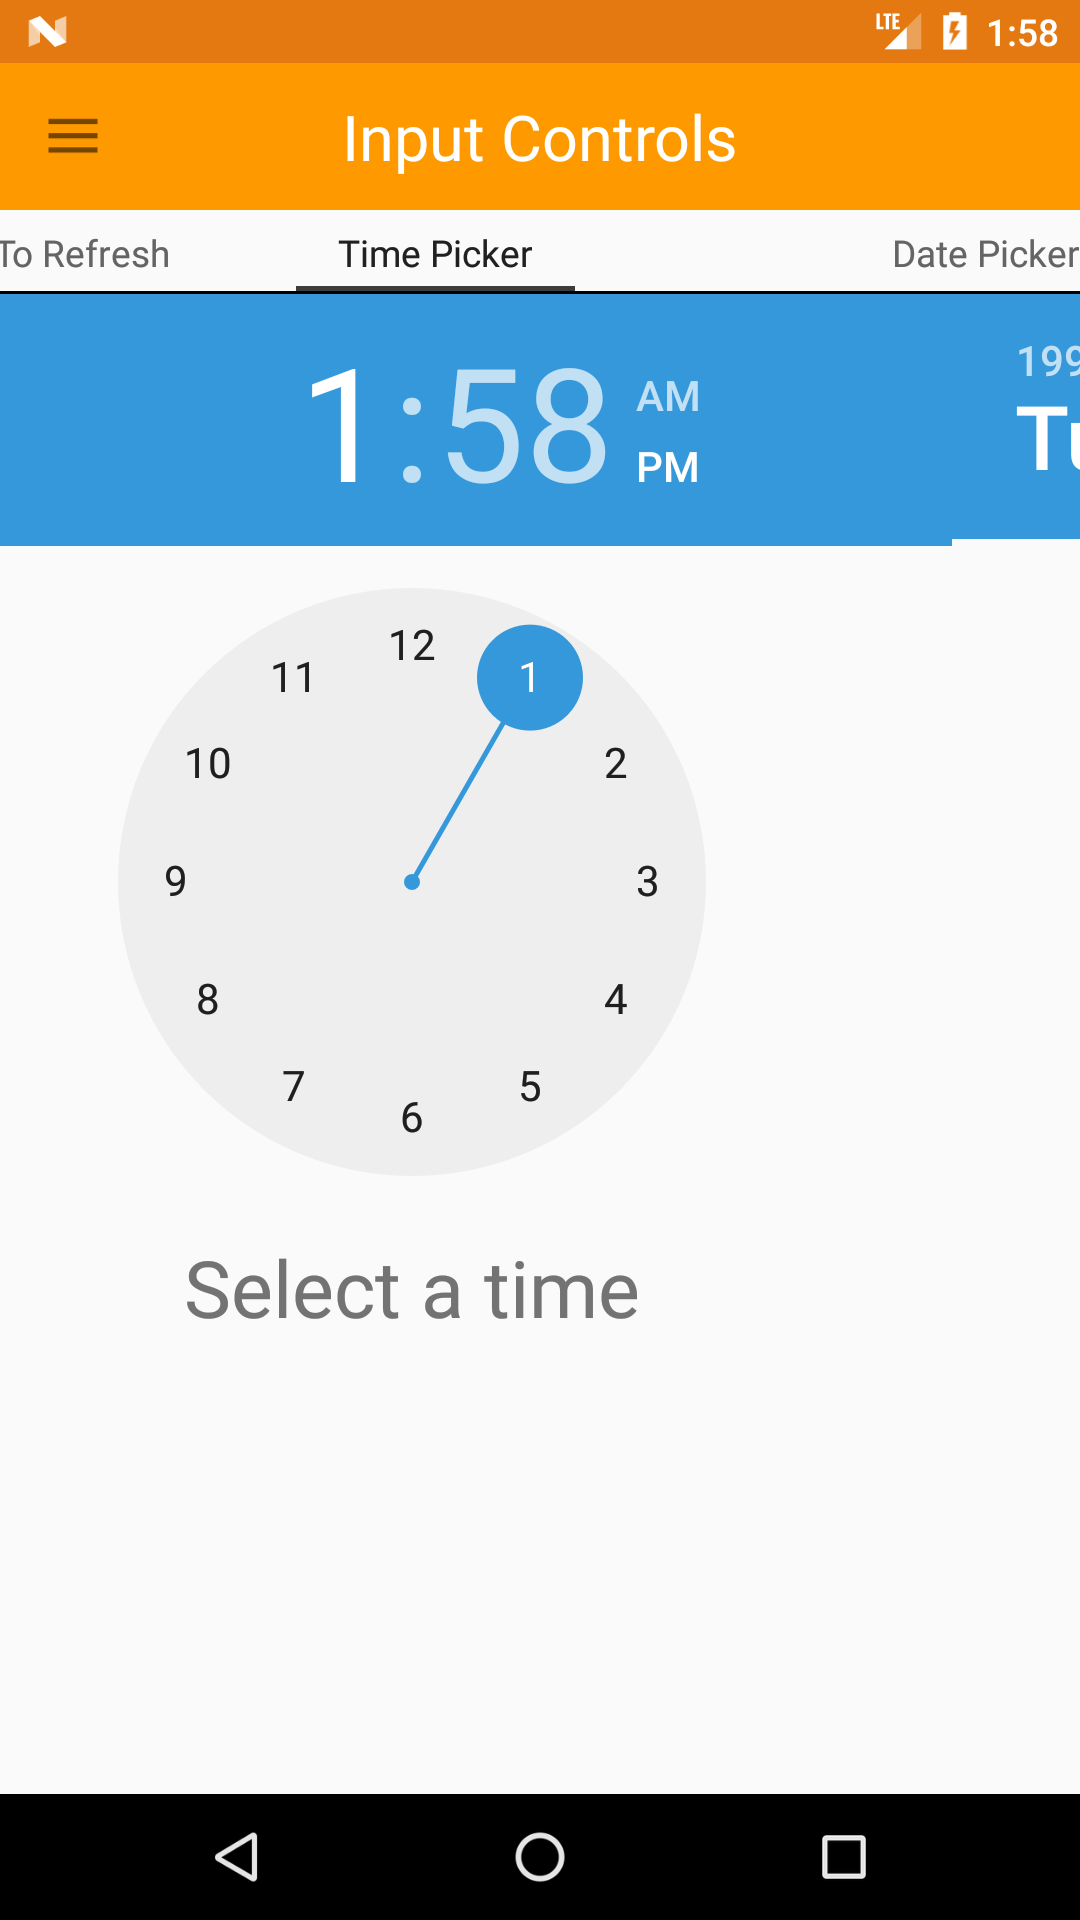 LTE 1:58
Input Controls
To Refresh Time Picker Date Picker
1:58 AM PM
199
Tu
12
11 1
10 2
9 3
8 4
7 5
6
Select a time